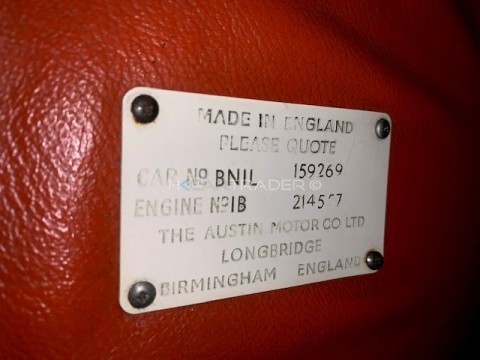 MADE IN ENGLAND
PLEASE QUOTE
CAR Nº BN1L 159269
ENGINE Nº 1B
THE AUSTIN MOTOR CO LTD
LONGBRIDGE
BIRMINGHAM ENGLAND